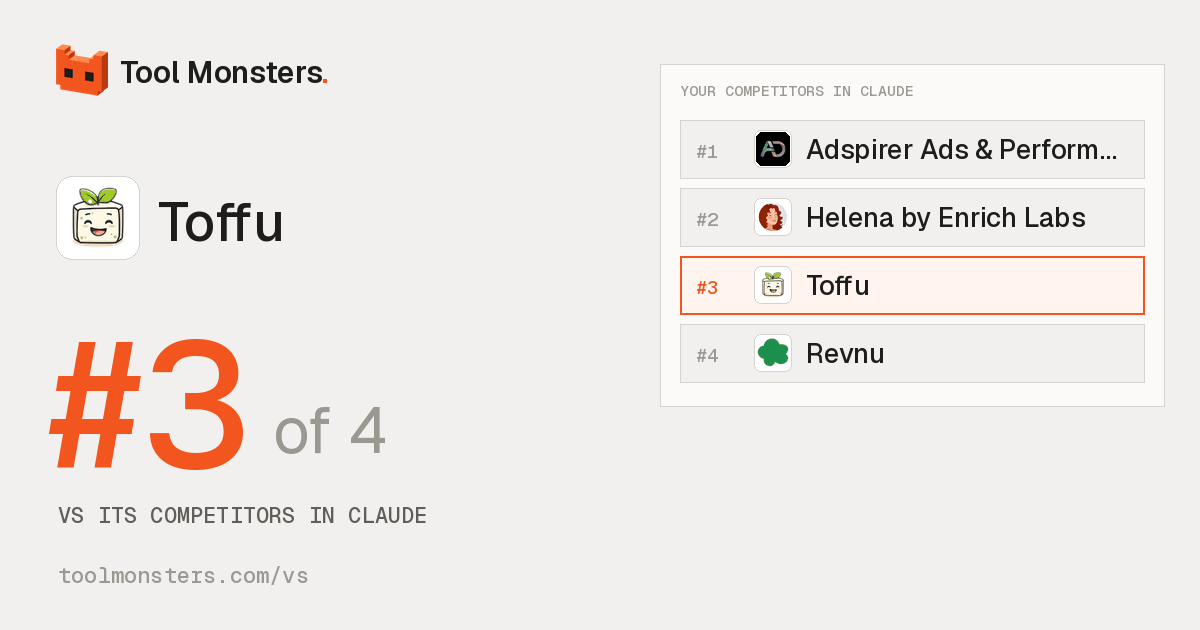 Tool Monsters.
Toffu
#3 of 4
VS ITS COMPETITORS IN CLAUDE
toolmonsters.com/vs
YOUR COMPETITORS IN CLAUDE
#1 AD Adspirer Ads & Perform...
#2 Helena by Enrich Labs
#3 Toffu
#4 Revnu